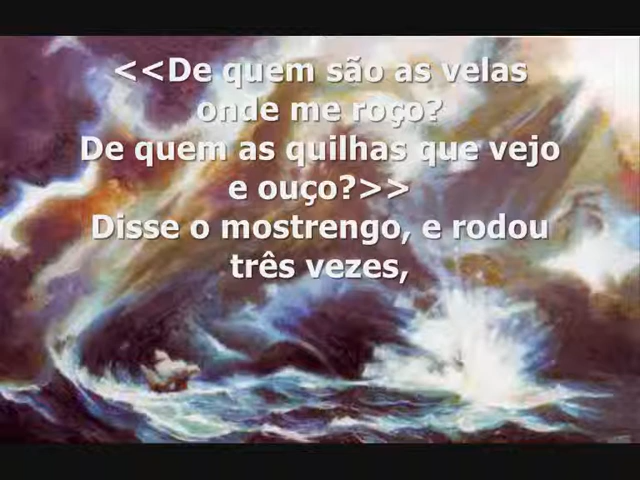 <<De quem são as velas
onde me roço?
De quem as quilhas que vejo
e ouço?>>
Disse o mostrengo, e rodou
três vezes,